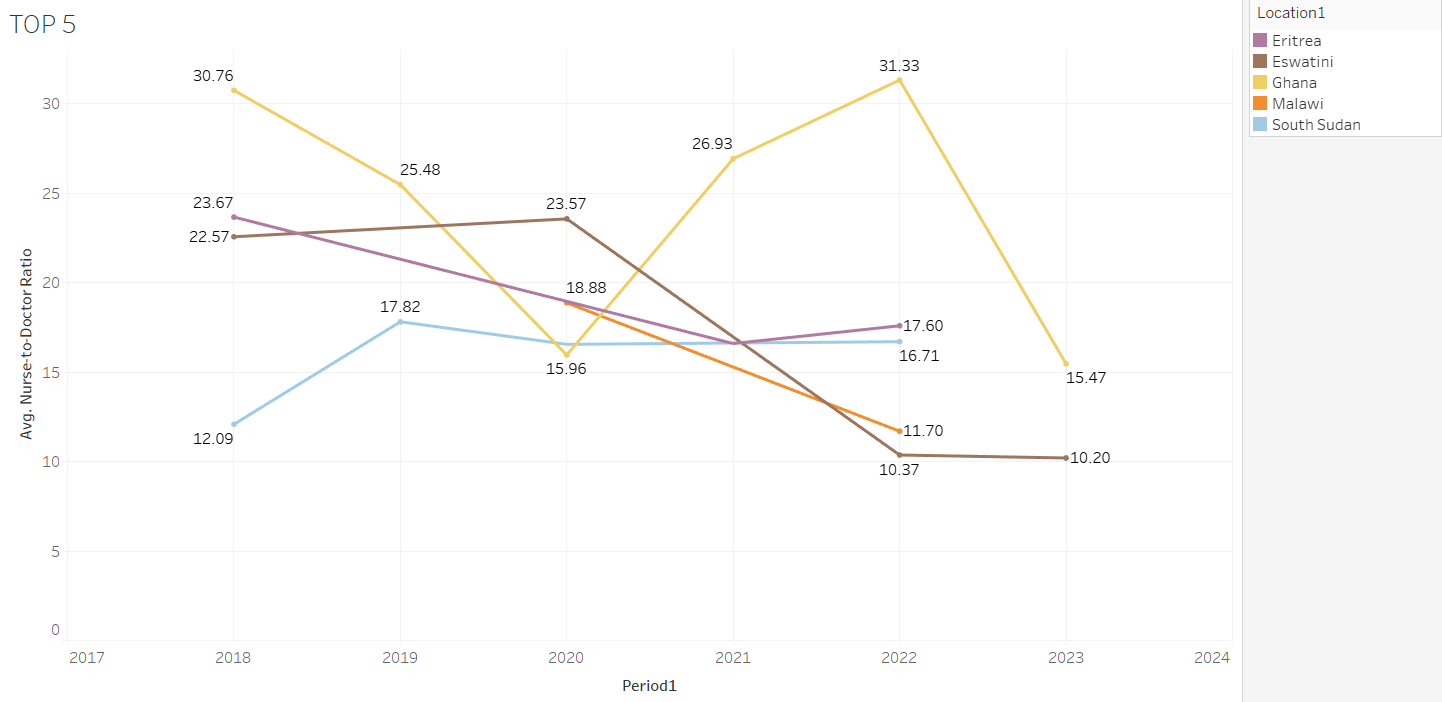 TOP 5
Location1
Eritrea
Eswatini
Ghana
Malawi
South Sudan
Avg. Nurse-to-Doctor Ratio
30
25
20
15
10
5
0
30.76
25.48
15.96
26.93
31.33
15.47
23.67
17.60
22.57
23.57
10.37
10.20
18.88
11.70
12.09
17.82
16.71
2017 2018 2019 2020 2021 2022 2023 2024
Period1